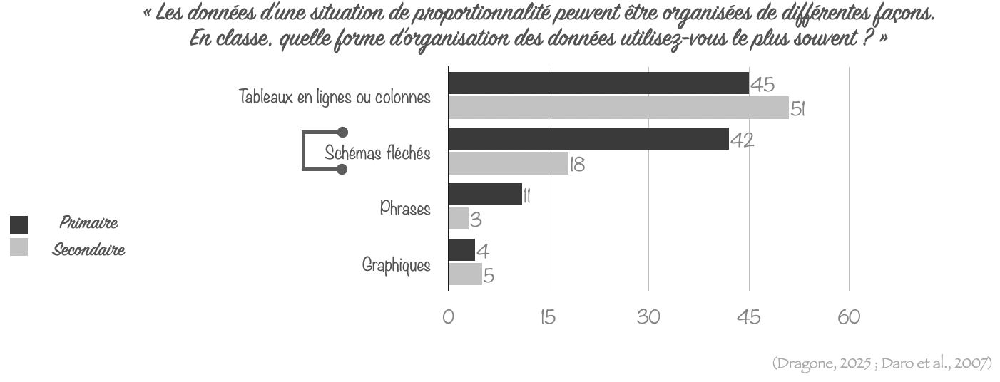 « Les données d'une situation de proportionnalité peuvent être organisées de différentes façons.
En classe, quelle forme d'organisation des données utilisez-vous le plus souvent ? »
Tableaux en lignes ou colonnes
45
51
Schémas fléchés
42
18
Phrases
11
3
Graphiques
4
5
Primaire
Secondaire
0 15 30 45 60
(Dragone, 2025 ; Daro et al., 2007)